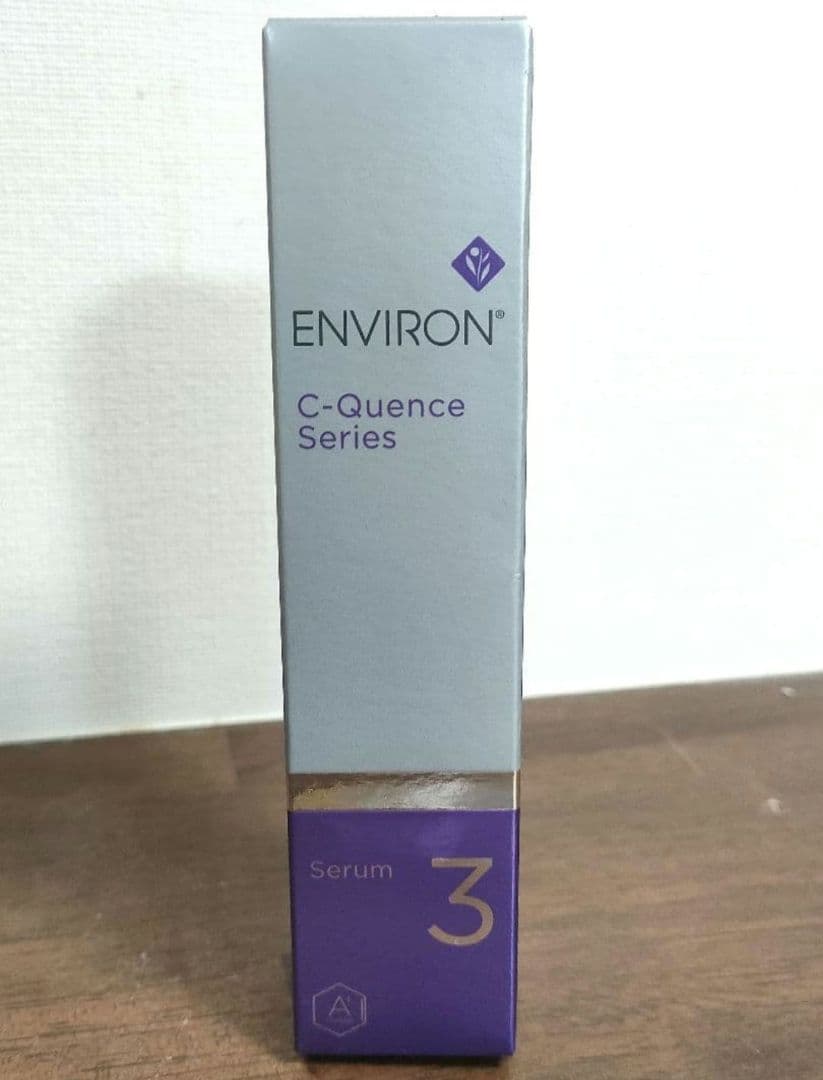 ENVIRON®
C-Quence
Series
Serum
3
A